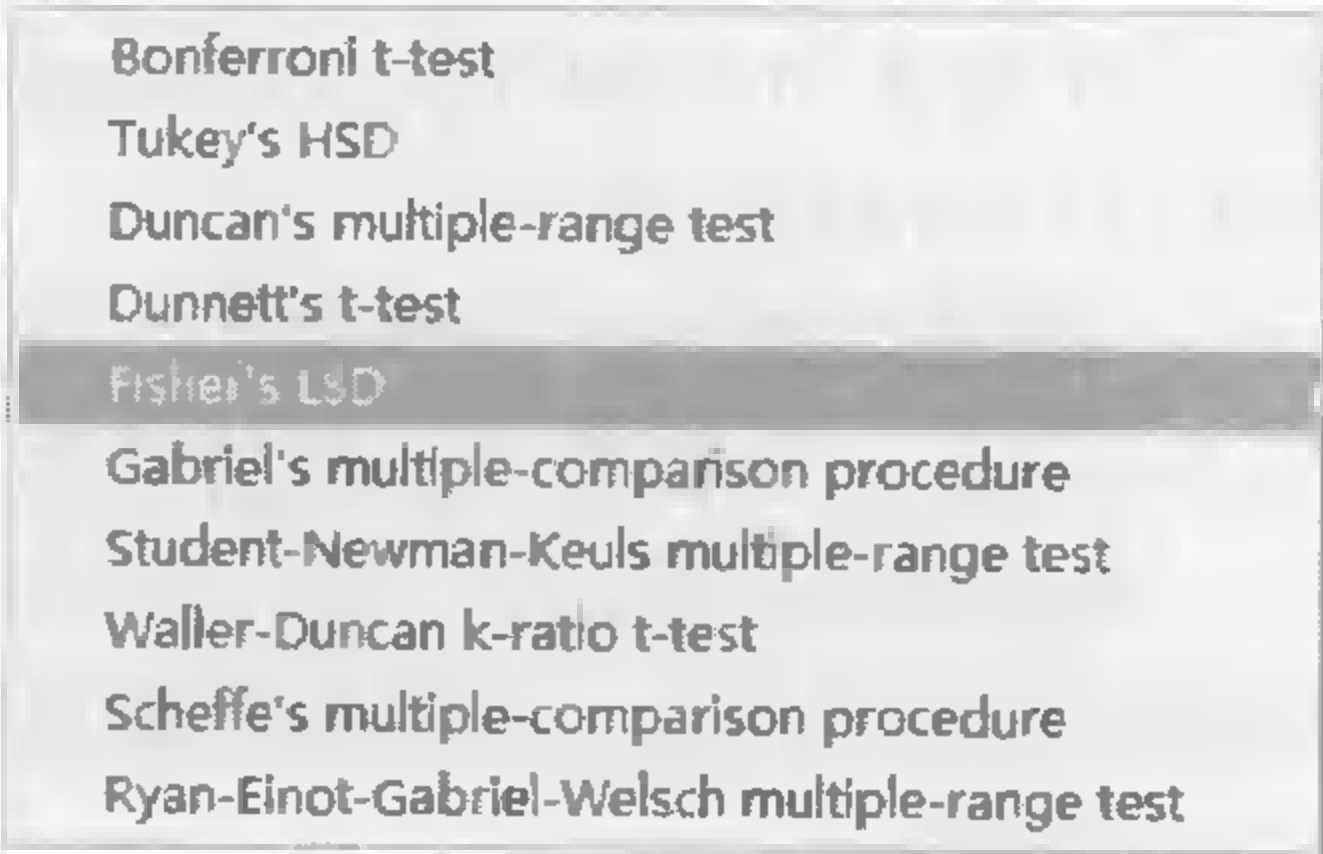 Bonferroni t-test
Tukey's HSD
Duncan's multiple-range test
Dunnett's t-test
Fisher's LSD
Gabriel's multiple-comparison procedure
Student-Newman-Keuls multiple-range test
Waller-Duncan k-ratio t-test
Scheffe's multiple-comparison procedure
Ryan-Einot-Gabriel-Welsch multiple-range test